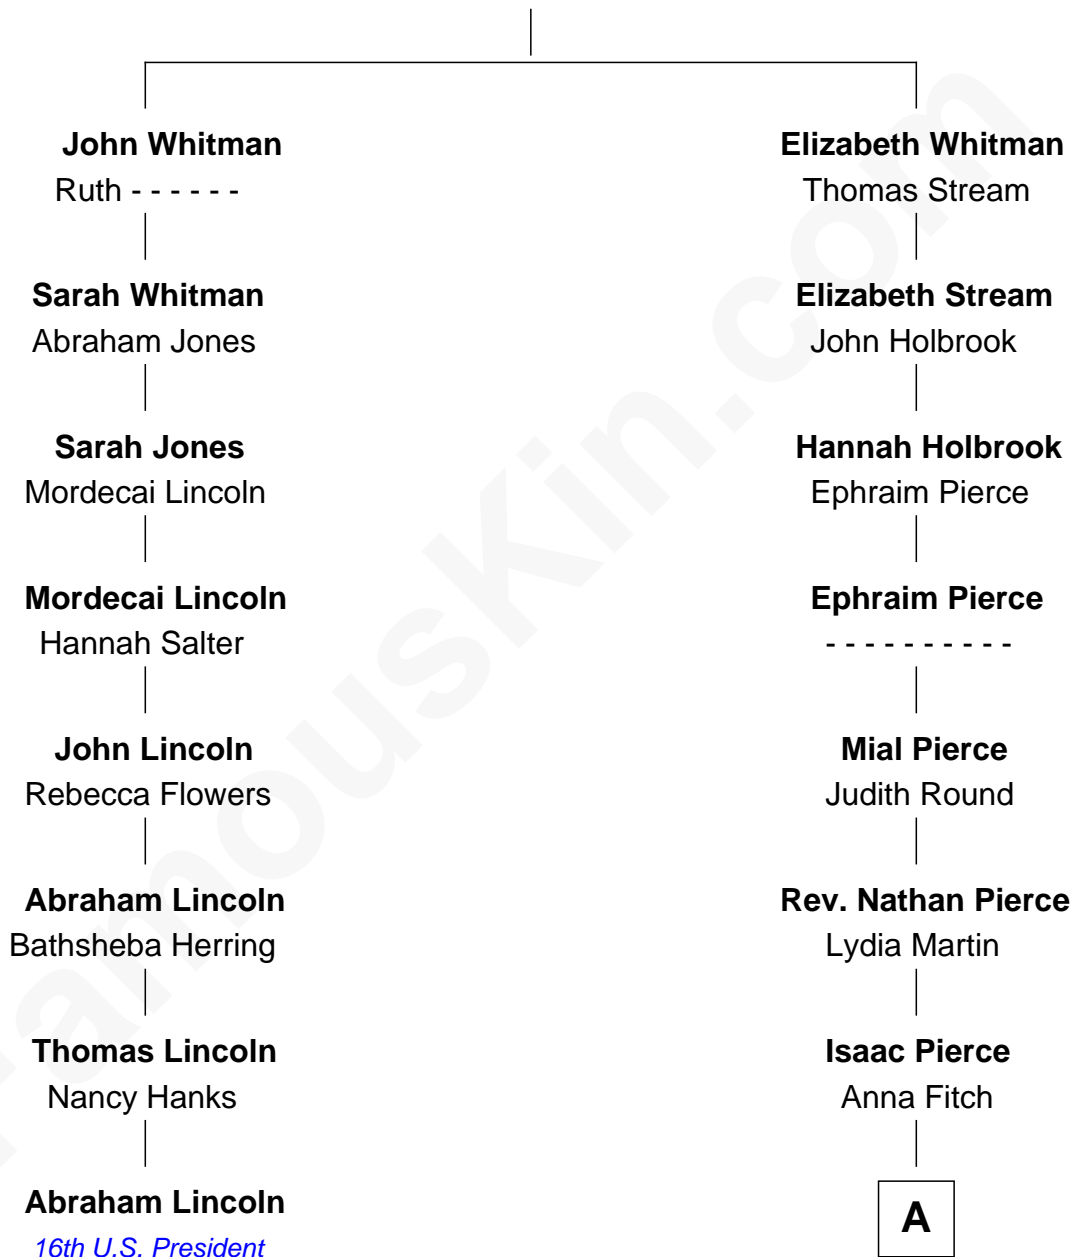 John Whitman
Ruth - - - - - -
Sarah Whitman
Abraham Jones
Sarah Jones
Mordecai Lincoln
Mordecai Lincoln
Hannah Salter
John Lincoln
Rebecca Flowers
Abraham Lincoln
Bathsheba Herring
Thomas Lincoln
Nancy Hanks
Abraham Lincoln
16th U.S. President
Elizabeth Whitman
Thomas Stream
Elizabeth Stream
John Holbrook
Hannah Holbrook
Ephraim Pierce
Ephraim Pierce
- - - - - - - - - -
Mial Pierce
Judith Round
Rev. Nathan Pierce
Lydia Martin
Isaac Pierce
Anna Fitch
A
FamousKin.com